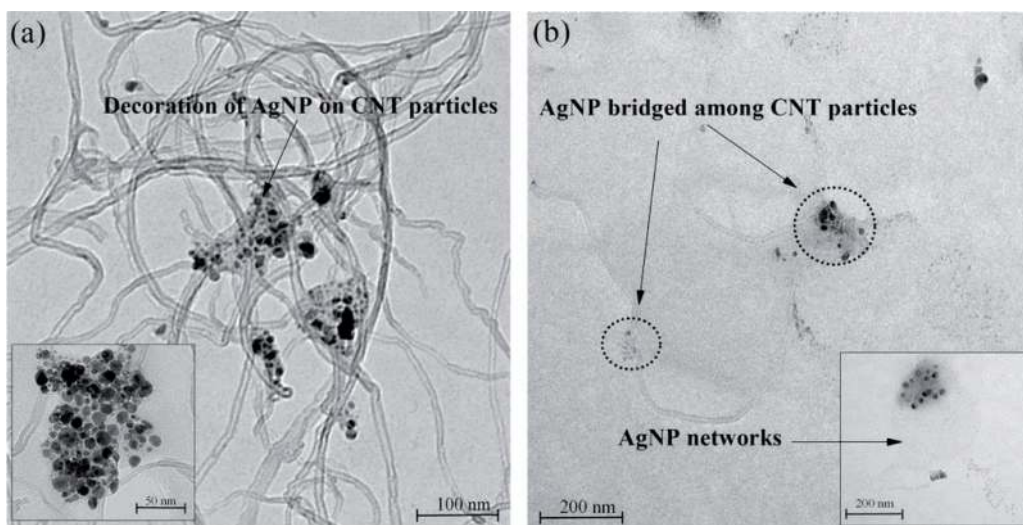 (a)
Decoration of AgNP on CNT particles
50 nm
100 nm
(b)
AgNP bridged among CNT particles
AgNP networks
200 nm
200 nm